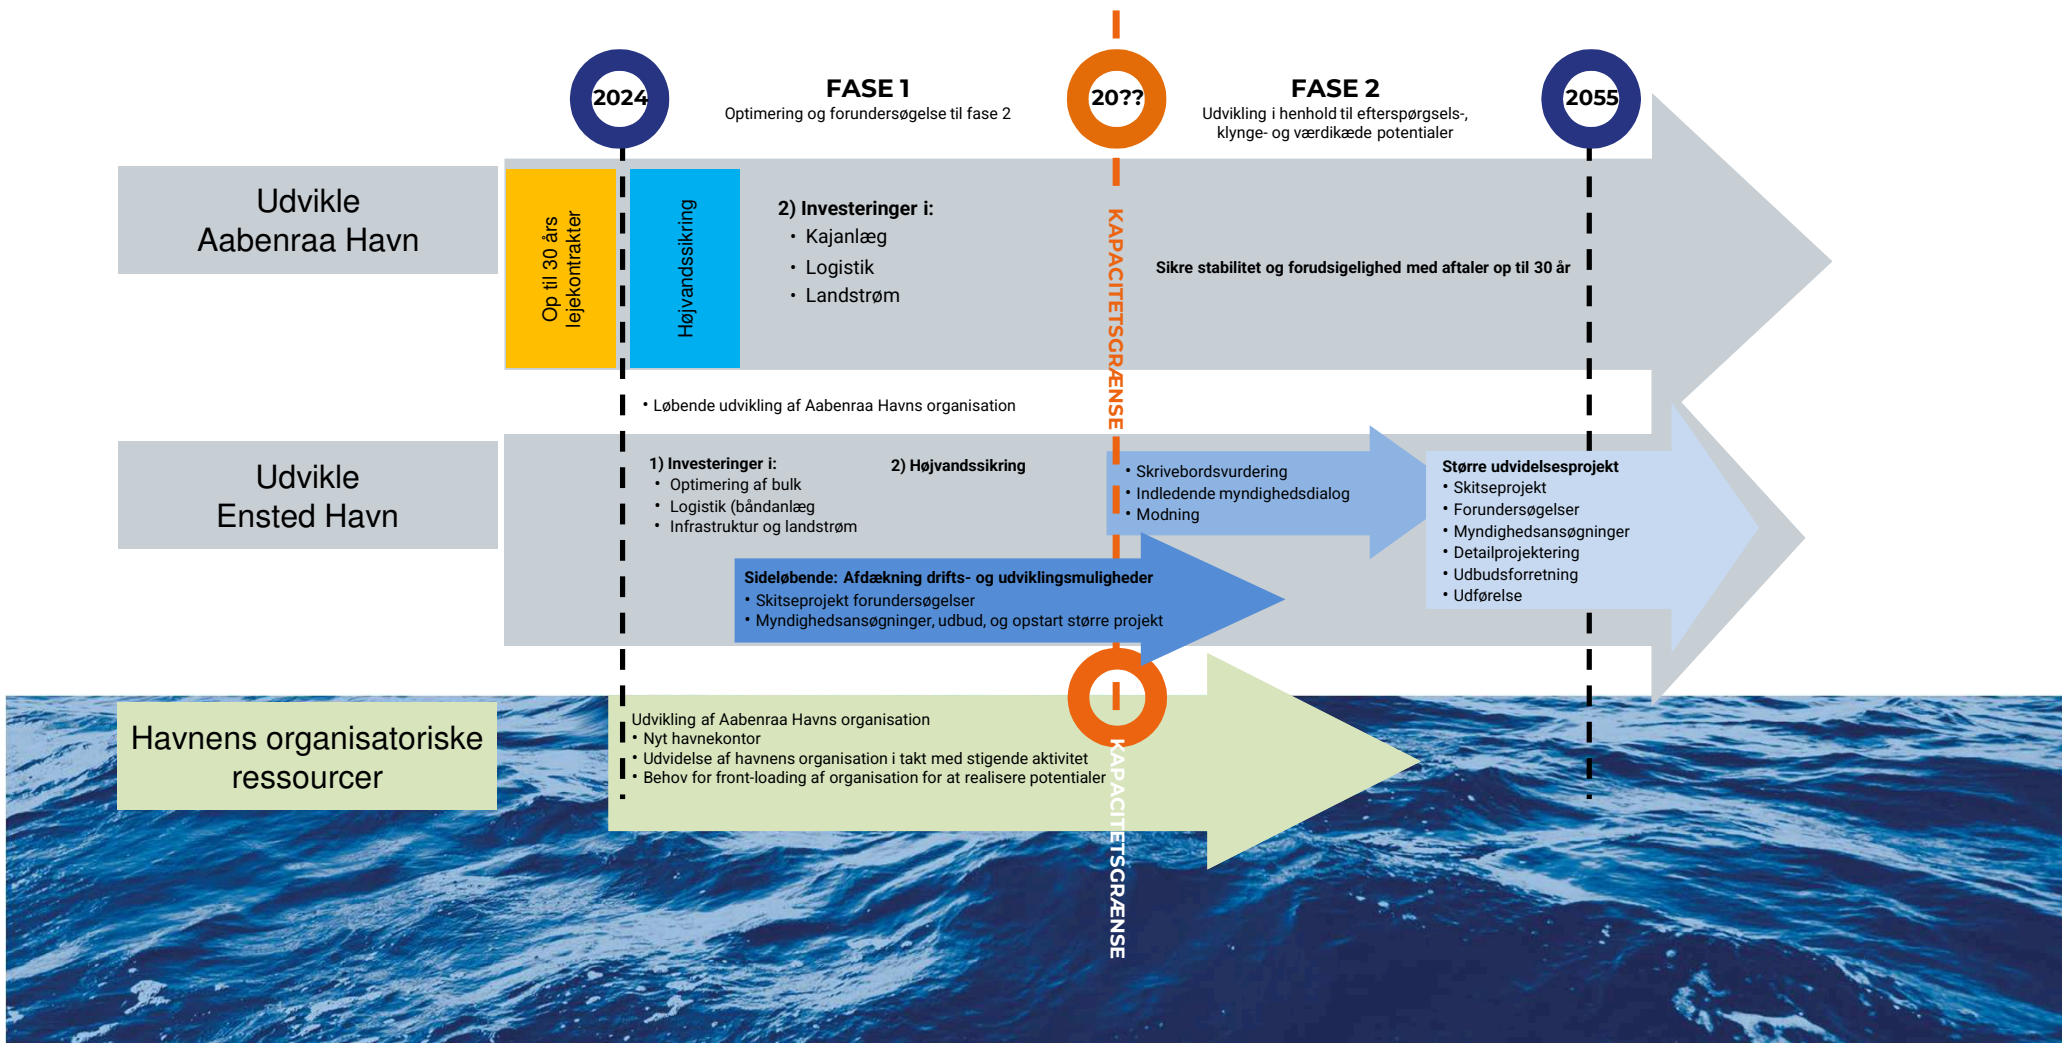 2024
FASE 1
Optimering og forundersøgelse til fase 2
20??
FASE 2
Udvikling i henhold til efterspørgsels-,
klynge- og værdikæde potentialer
2055
Udvikle
Aabenraa Havn
Op til 30 års
lejekontrakter
Højvandssikring
2) Investeringer i:
• Kajanlæg
• Logistik
• Landstrøm
KAPACITETSGRÆNSE
Sikre stabilitet og forudsigelighed med aftaler op til 30 år
• Løbende udvikling af Aabenraa Havns organisation
Udvikle
Ensted Havn
1) Investeringer i:
• Optimering af bulk
• Logistik (båndanlæg
• Infrastruktur og landstrøm
2) Højvandssikring
• Skrivebordsvurdering
• Indledende myndighedsdialog
• Modning
Større udvidelsesprojekt
• Skitseprojekt
• Forundersøgelser
• Myndighedsansøgninger
• Detailprojektering
• Udbudsforretning
• Udførelse
Sideløbende: Afdækning drifts- og udviklingsmuligheder
• Skitseprojekt forundersøgelser
• Myndighedsansøgninger, udbud, og opstart større projekt
Havnens organisatoriske
ressourcer
Udvikling af Aabenraa Havns organisation
• Nyt havnekontor
• Udvidelse af havnens organisation i takt med stigende aktivitet
• Behov for front-loading af organisation for at realisere potentialer
KAPACITETSGRÆNSE